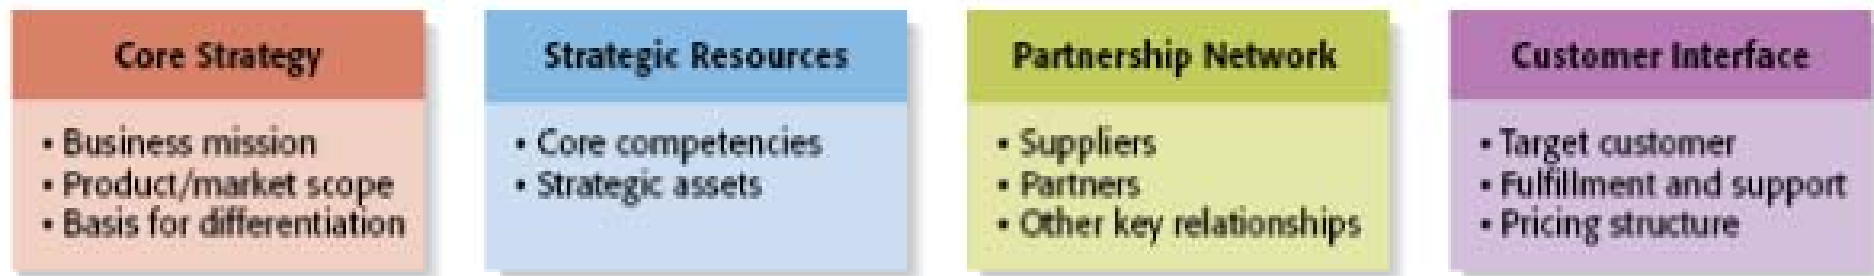 Core Strategy
• Business mission
• Product/market scope
• Basis for differentiation
Strategic Resources
• Core competencies
• Strategic assets
Partnership Network
• Suppliers
• Partners
• Other key relationships
Customer Interface
• Target customer
• Fulfillment and support
• Pricing structure